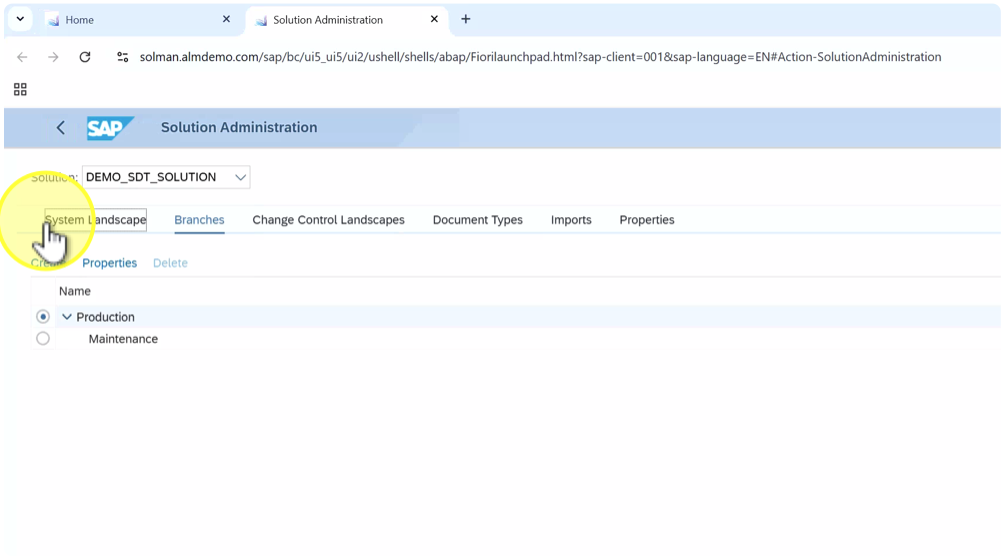 Home
Solution Administration
solman.almdemo.com/sap/bc/ui5_ui5/ui2/ushell/shells/abap/Fiorilaunchpad.html?sap-client=001&sap-language=EN#Action-SolutionAdministration
SAP Solution Administration
Solution: DEMO_SDT_SOLUTION
System Landscape Branches Change Control Landscapes Document Types Imports Properties
Properties Delete
Name
Production
Maintenance